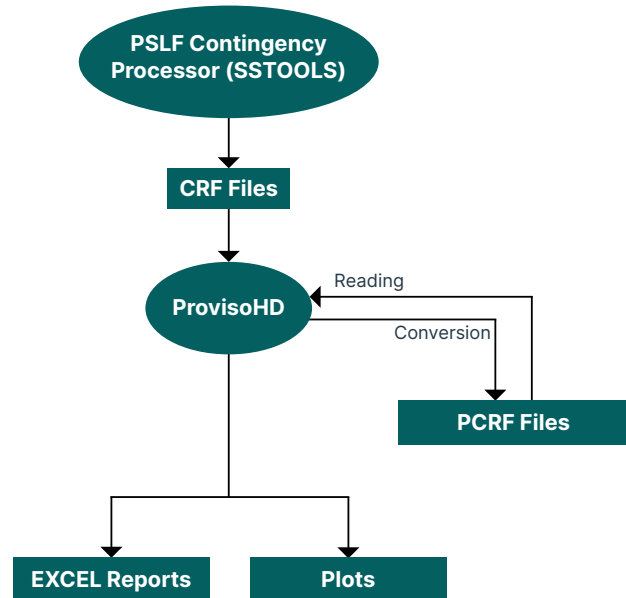 PSLF Contingency
Processor (SSTOOLS)
CRF Files
ProvisoHD
Reading
Conversion
PCRF Files
EXCEL Reports
Plots